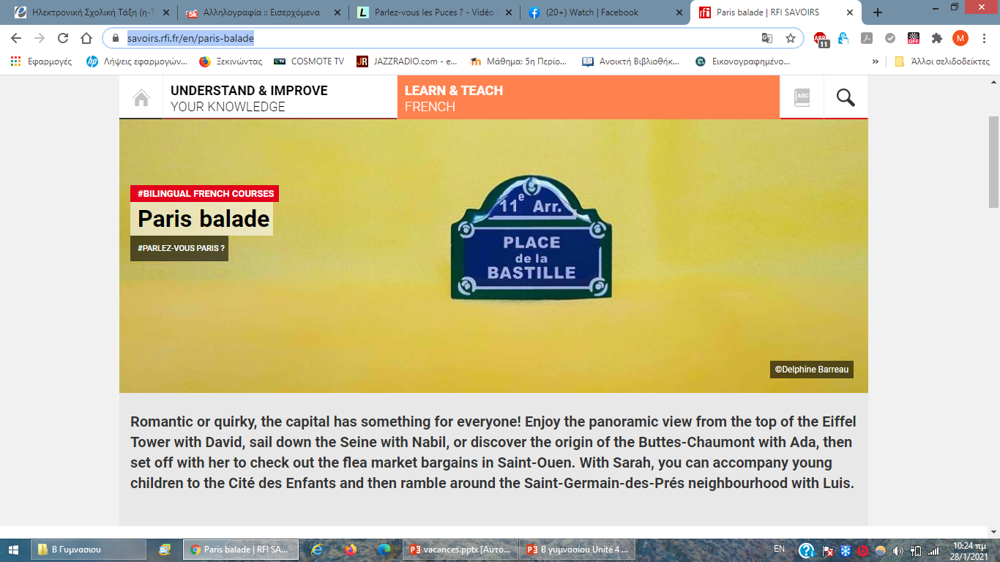 Ηλεκτρονική Σχολική Τάξη (η-Τ
Αλληλογραφία :: Εισερχόμενα
Parlez-vous les Puces ? - Vidéo
(20+) Watch | Facebook
Paris balade | RFI SAVOIRS
savoirs.rfi.fr/en/paris-balade
ABP
11
OFF
M
Εφαρμογές
Λήψεις εφαρμογών...
Ξεκινώντας
COSMOTE TV
JAZZRADIO.com - e...
Μάθημα: 5η Περίο...
Ανοικτή Βιβλιοθήκ...
Εικονογραφημένο...
»
Άλλοι σελιδοδείκτες
UNDERSTAND & IMPROVE
YOUR KNOWLEDGE
LEARN & TEACH
FRENCH
ABC
#BILINGUAL FRENCH COURSES
Paris balade
#PARLEZ-VOUS PARIS ?
11e Arr.
PLACE
de la
BASTILLE
©Delphine Barreau
Romantic or quirky, the capital has something for everyone! Enjoy the panoramic view from the top of the Eiffel
Tower with David, sail down the Seine with Nabil, or discover the origin of the Buttes-Chaumont with Ada, then
set off with her to check out the flea market bargains in Saint-Ouen. With Sarah, you can accompany young
children to the Cité des Enfants and then ramble around the Saint-Germain-des-Prés neighbourhood with Luis.
Β Γυμνασιου
Paris balade | RFI SA...
vacances.pptx [Αυτό...
Β γυμνασίου Unité 4 ...
EN
10:24 πμ
28/1/2021